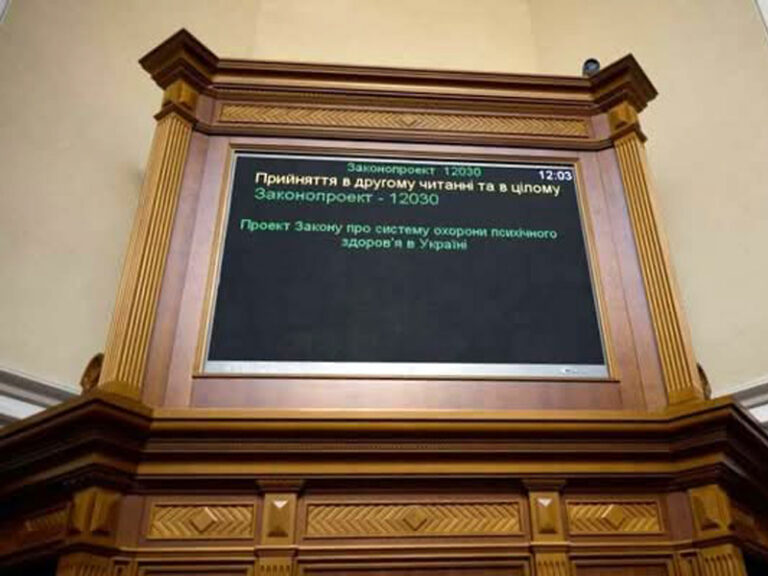 Законопроект 12030
12:03
Прийняття в другому читанні та в цілому
Законопроект - 12030
Проект Закону про систему охорони психічного
здоров'я в Україні